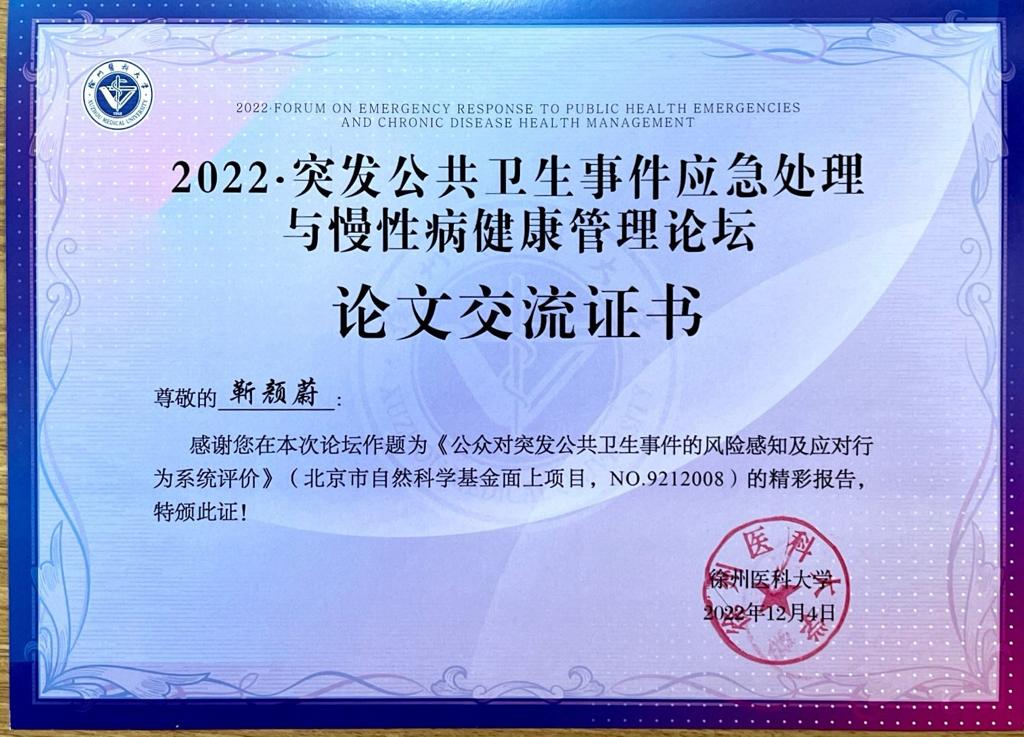 徐州医科大学
XUZHOU MEDICAL UNIVERSITY
2022·FORUM ON EMERGENCY RESPONSE TO PUBLIC HEALTH EMERGENCIES
AND CHRONIC DISEASE HEALTH MANAGEMENT
2022·突发公共卫生事件应急处理
与慢性病健康管理论坛
论文交流证书
尊敬的 靳颜蔚：
感谢您在本次论坛作题为《公众对突发公共卫生事件的风险感知及应对行
为系统评价》（北京市自然科学基金面上项目，NO.9212008）的精彩报告，
特颁此证！
徐州医科大学
徐州医科大学
2022年12月4日